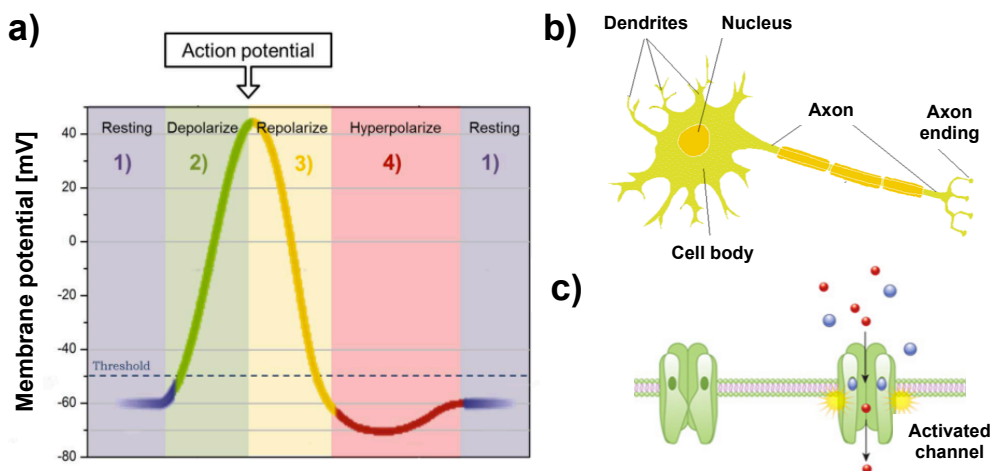 a)
Action potential
Membrane potential [mV]
40
20
0
-20
-40
-60
-80
Resting
Depolarize
Repolarize
Hyperpolarize
Resting
1)
2)
3)
4)
1)
Threshold
b)
Dendrites
Nucleus
Axon
Axon
ending
Cell body
c)
Activated
channel